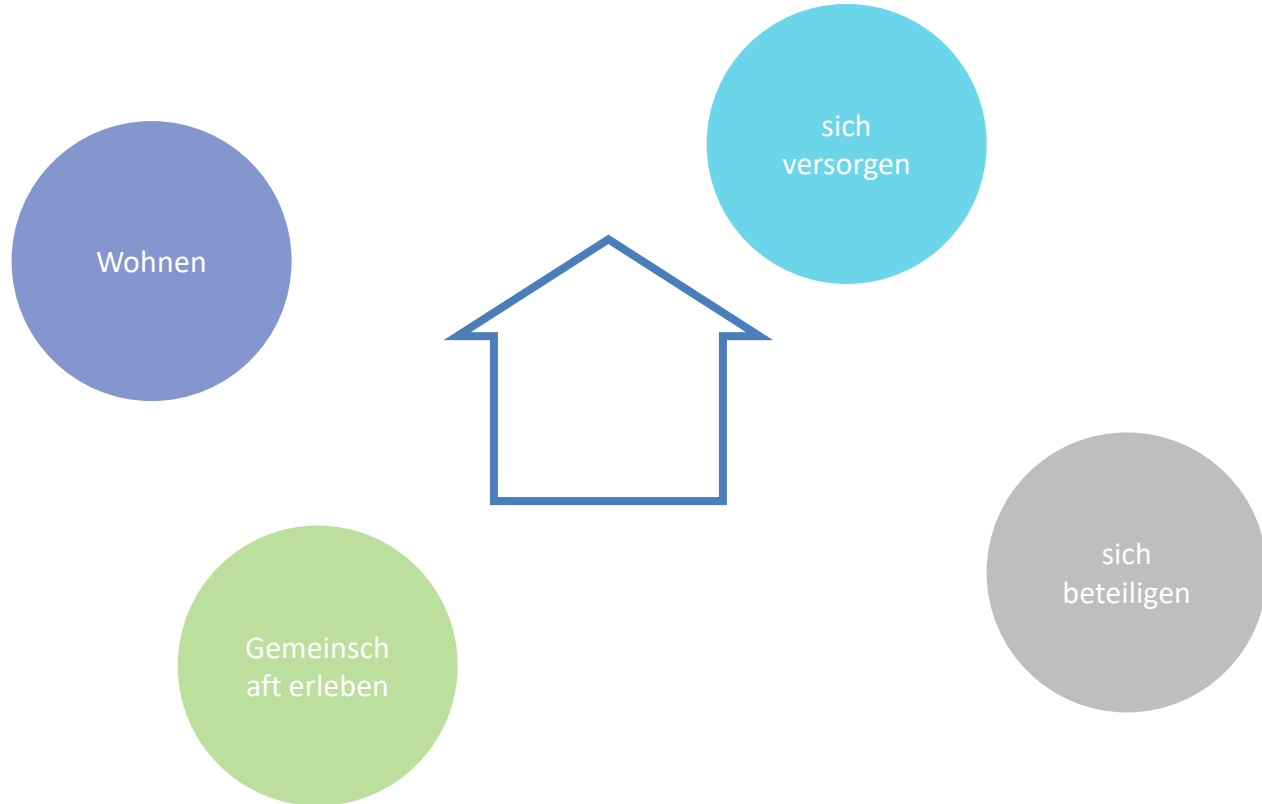 sich
versorgen
Wohnen
sich
beteiligen
Gemeinsch
aft erleben